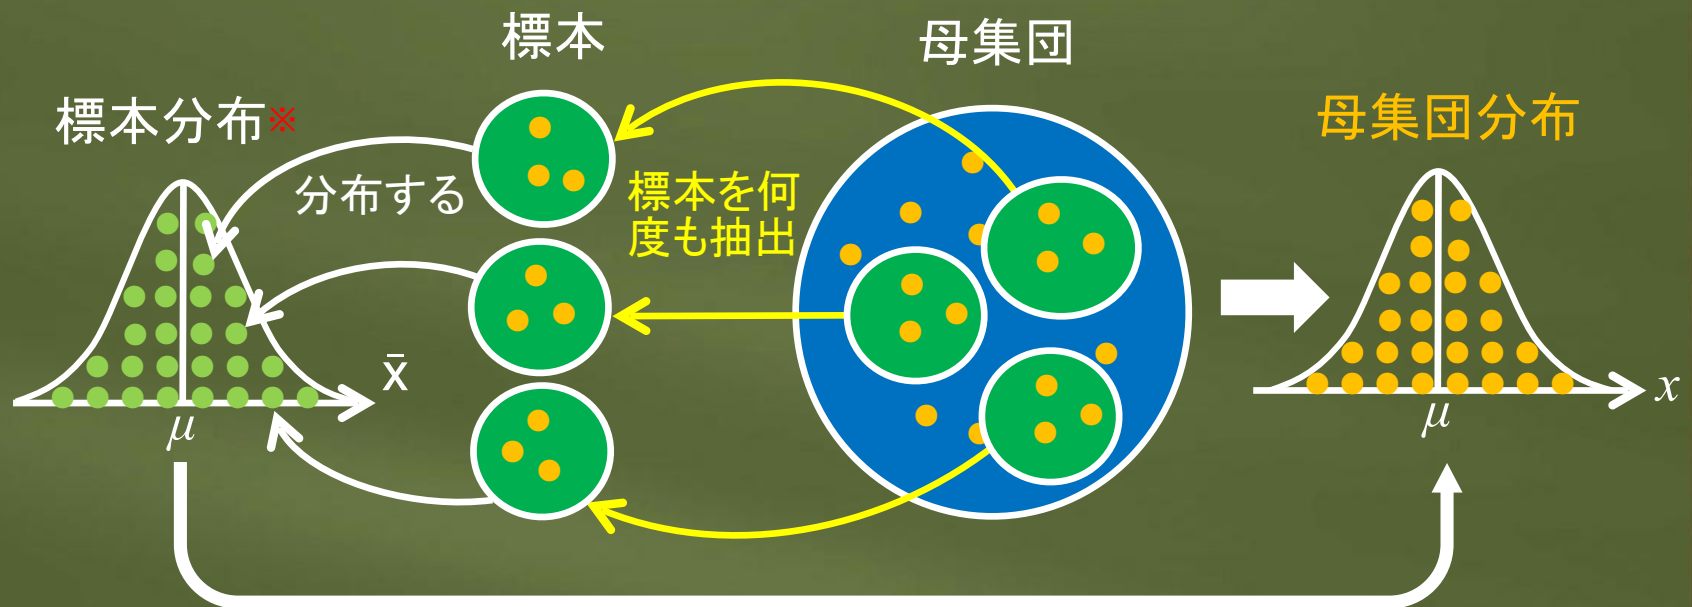 標本
母集団
標本分布※
母集団分布
分布する
標本を何
度も抽出
x̄
x
μ
μ